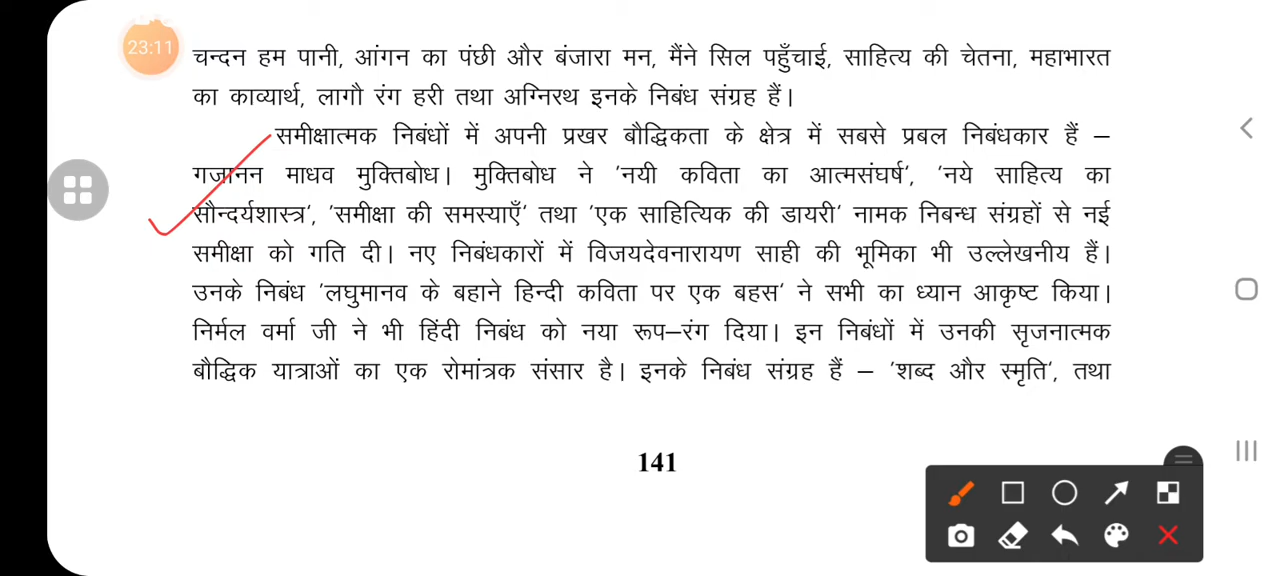 23:11
चन्दन हम पानी, आंगन का पंछी और बंजारा मन, मैंने सिल पहुँचाई, साहित्य की चेतना, महाभारत
का काव्यार्थ, लागौ रंग हरी तथा अग्निरथ इनके निबंध संग्रह हैं।
समीक्षात्मक निबंधों में अपनी प्रखर बौद्धिकता के क्षेत्र में सबसे प्रबल निबंधकार हैं –
गजानन माधव मुक्तिबोध। मुक्तिबोध ने ’नयी कविता का आत्मसंघर्ष‘, ’नये साहित्य का
सौन्दर्यशास्त्र‘, ’समीक्षा की समस्याएँ‘ तथा ’एक साहित्यिक की डायरी‘ नामक निबन्ध संग्रहों से नई
समीक्षा को गति दी। नए निबंधकारों में विजयदेवनारायण साही की भूमिका भी उल्लेखनीय हैं।
उनके निबंध ’लघुमानव के बहाने हिन्दी कविता पर एक बहस‘ ने सभी का ध्यान आकृष्ट किया।
निर्मल वर्मा जी ने भी हिंदी निबंध को नया रूप–रंग दिया। इन निबंधों में उनकी सृजनात्मक
बौद्धिक यात्राओं का एक रोमांत्रक संसार है। इनके निबंध संग्रह हैं – ’शब्द और स्मृति‘, तथा
141